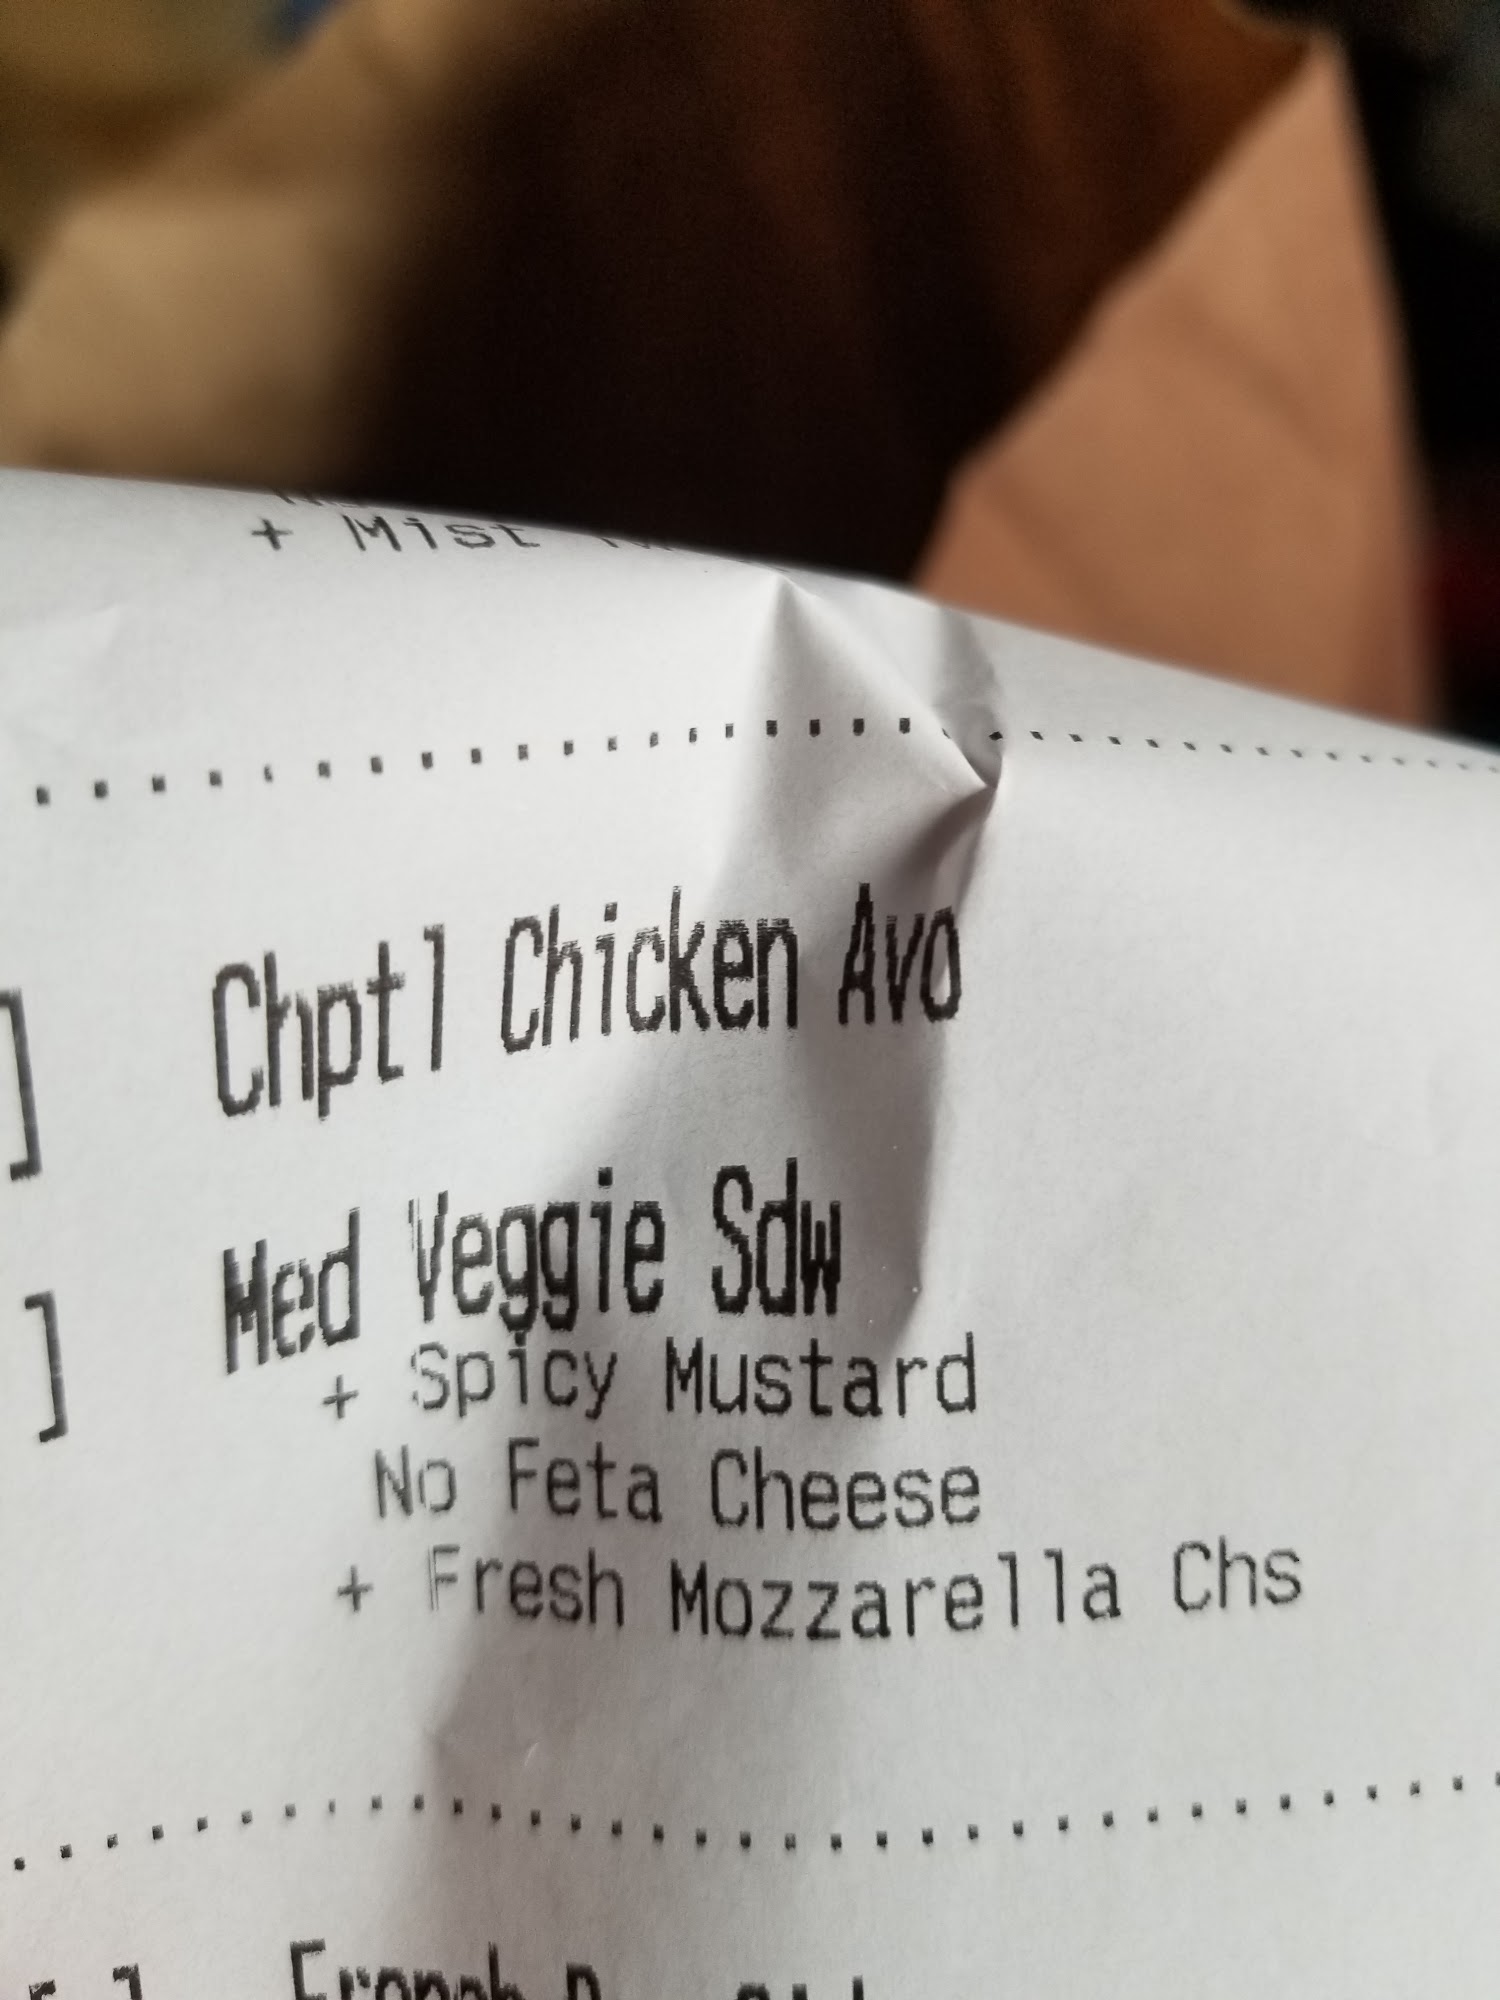 + Mist
] Chptl Chicken Avo
] Med Veggie Sdw
+ Spicy Mustard
No Feta Cheese
+ Fresh Mozzarella Chs